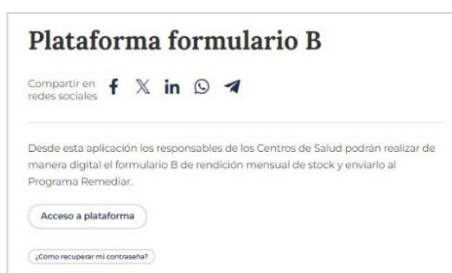 Plataforma formulario B
Compartir en
redes sociales
Desde esta aplicación los responsables de los Centros de Salud podrán realizar de
manera digital el formulario B de rendición mensual de stock y enviarlo al
Programa Remediar.
Acceso a plataforma
¿Cómo recuperar mi contraseña?